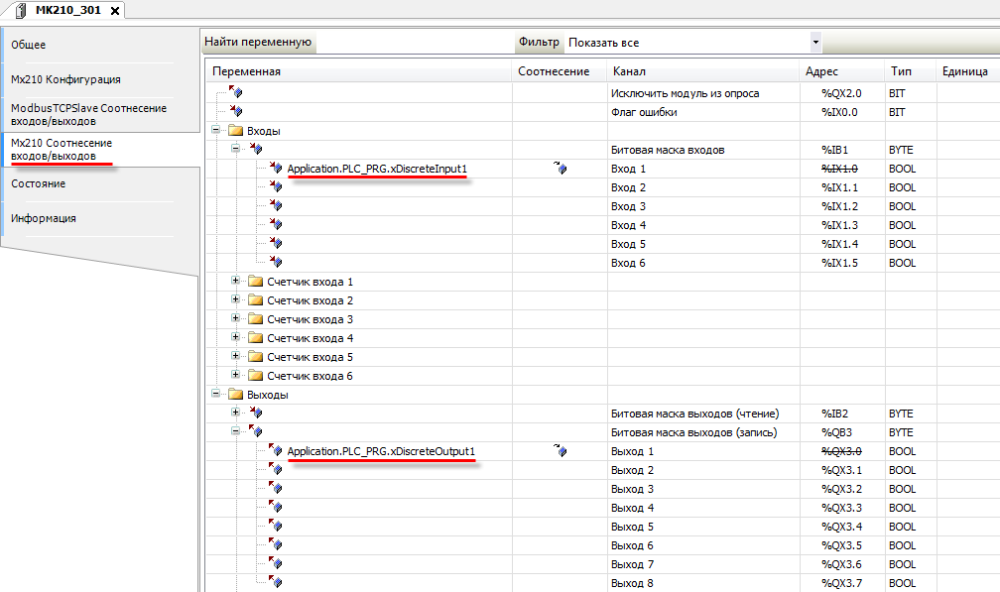 MK210_301
Общее
Mx210 Конфигурация
ModbusTCPSlave Соотнесение
входов/выходов
Mx210 Соотнесение
входов/выходов
Состояние
Информация
Найти переменную Фильтр Показать все
Переменная Соотнесение Канал Адрес Тип Единица
Исключить модуль из опроса %QX2.0 BIT
Флаг ошибки %IX0.0 BIT
Входы
Битовая маска входов %IB1 BYTE
Application.PLC_PRG.xDiscreteInput1 Вход 1 %IX1.0 BOOL
Вход 2 %IX1.1 BOOL
Вход 3 %IX1.2 BOOL
Вход 4 %IX1.3 BOOL
Вход 5 %IX1.4 BOOL
Вход 6 %IX1.5 BOOL
Счетчик входа 1
Счетчик входа 2
Счетчик входа 3
Счетчик входа 4
Счетчик входа 5
Счетчик входа 6
Выходы
Битовая маска выходов (чтение) %IB2 BYTE
Битовая маска выходов (запись) %QB3 BYTE
Application.PLC_PRG.xDiscreteOutput1 Выход 1 %QX3.0 BOOL
Выход 2 %QX3.1 BOOL
Выход 3 %QX3.2 BOOL
Выход 4 %QX3.3 BOOL
Выход 5 %QX3.4 BOOL
Выход 6 %QX3.5 BOOL
Выход 7 %QX3.6 BOOL
Выход 8 %QX3.7 BOOL